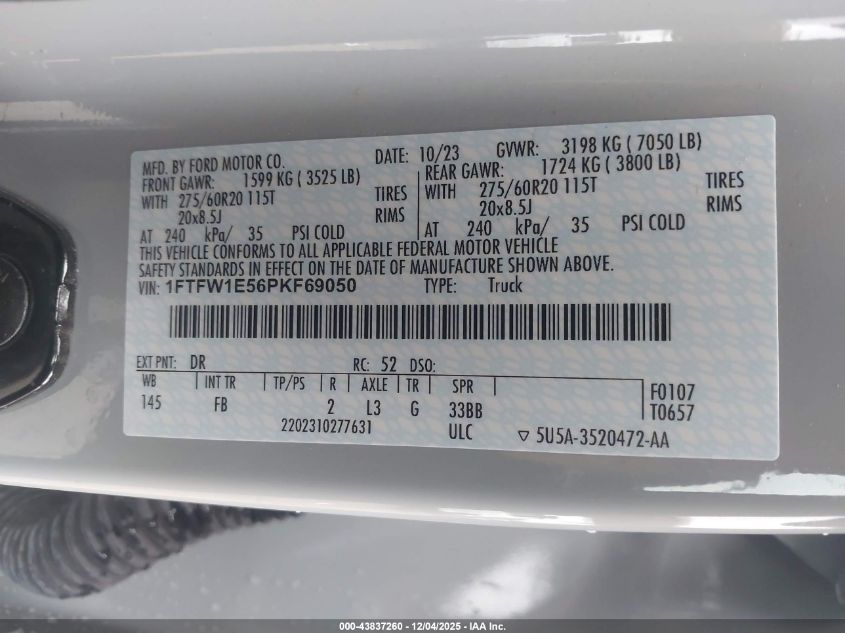 MFD. BY FORD MOTOR CO.
DATE: 10/23 GVWR: 3198 KG ( 7050 LB)
FRONT GAWR: 1599 KG ( 3525 LB)
WITH 275/60R20 115T TIRES
20x8.5J RIMS
AT 240 kPa/ 35 PSI COLD
REAR GAWR: 1724 KG ( 3800 LB)
WITH 275/60R20 115T TIRES
20x8.5J RIMS
AT 240 kPa/ 35 PSI COLD
THIS VEHICLE CONFORMS TO ALL APPLICABLE FEDERAL MOTOR VEHICLE
SAFETY STANDARDS IN EFFECT ON THE DATE OF MANUFACTURE SHOWN ABOVE.
VIN: 1FTFW1E56PKF69050 TYPE: Truck
EXT PNT: DR RC: 52 DSO:
WB INT TR TP/PS R AXLE TR SPR
145 FB 2 L3 G 33BB
F0107
T0657
2202310277631 ULC ▽ 5U5A-3520472-AA
000-43837260 - 12/04/2025 - IAA Inc.